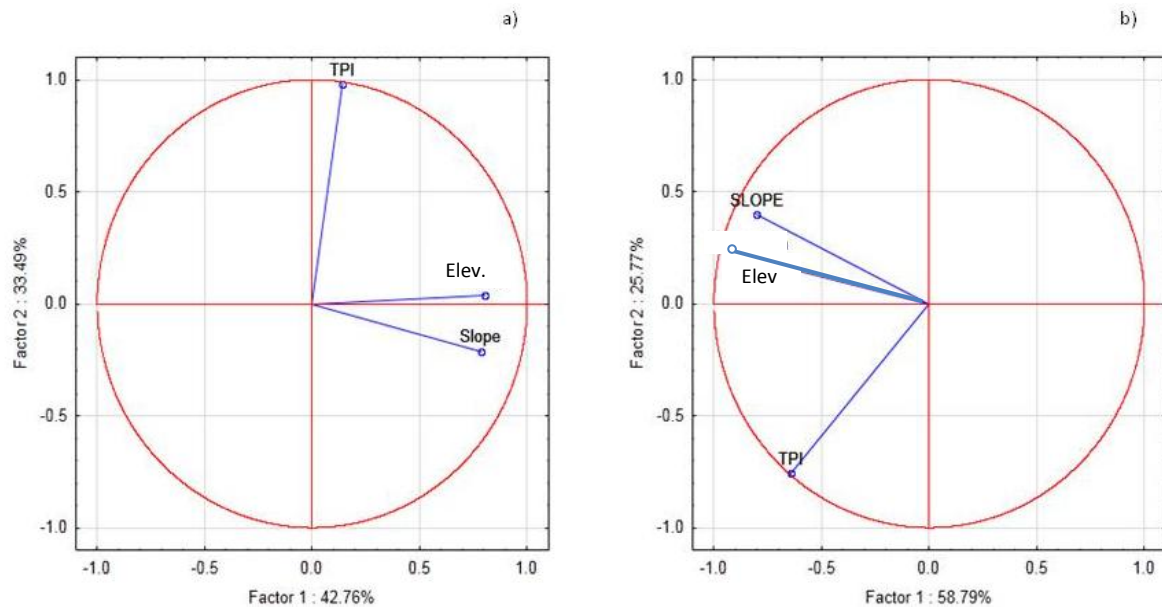 a)
TPI
1.0
0.5
0.0
-0.5
-1.0
Elev.
Slope
Factor 2 : 33.49%
-1.0 -0.5 0.0 0.5 1.0
Factor 1 : 42.76%
b)
1.0
0.5
0.0
-0.5
-1.0
SLOPE
Elev
TPI
Factor 2 : 25.77%
-1.0 -0.5 0.0 0.5 1.0
Factor 1 : 58.79%